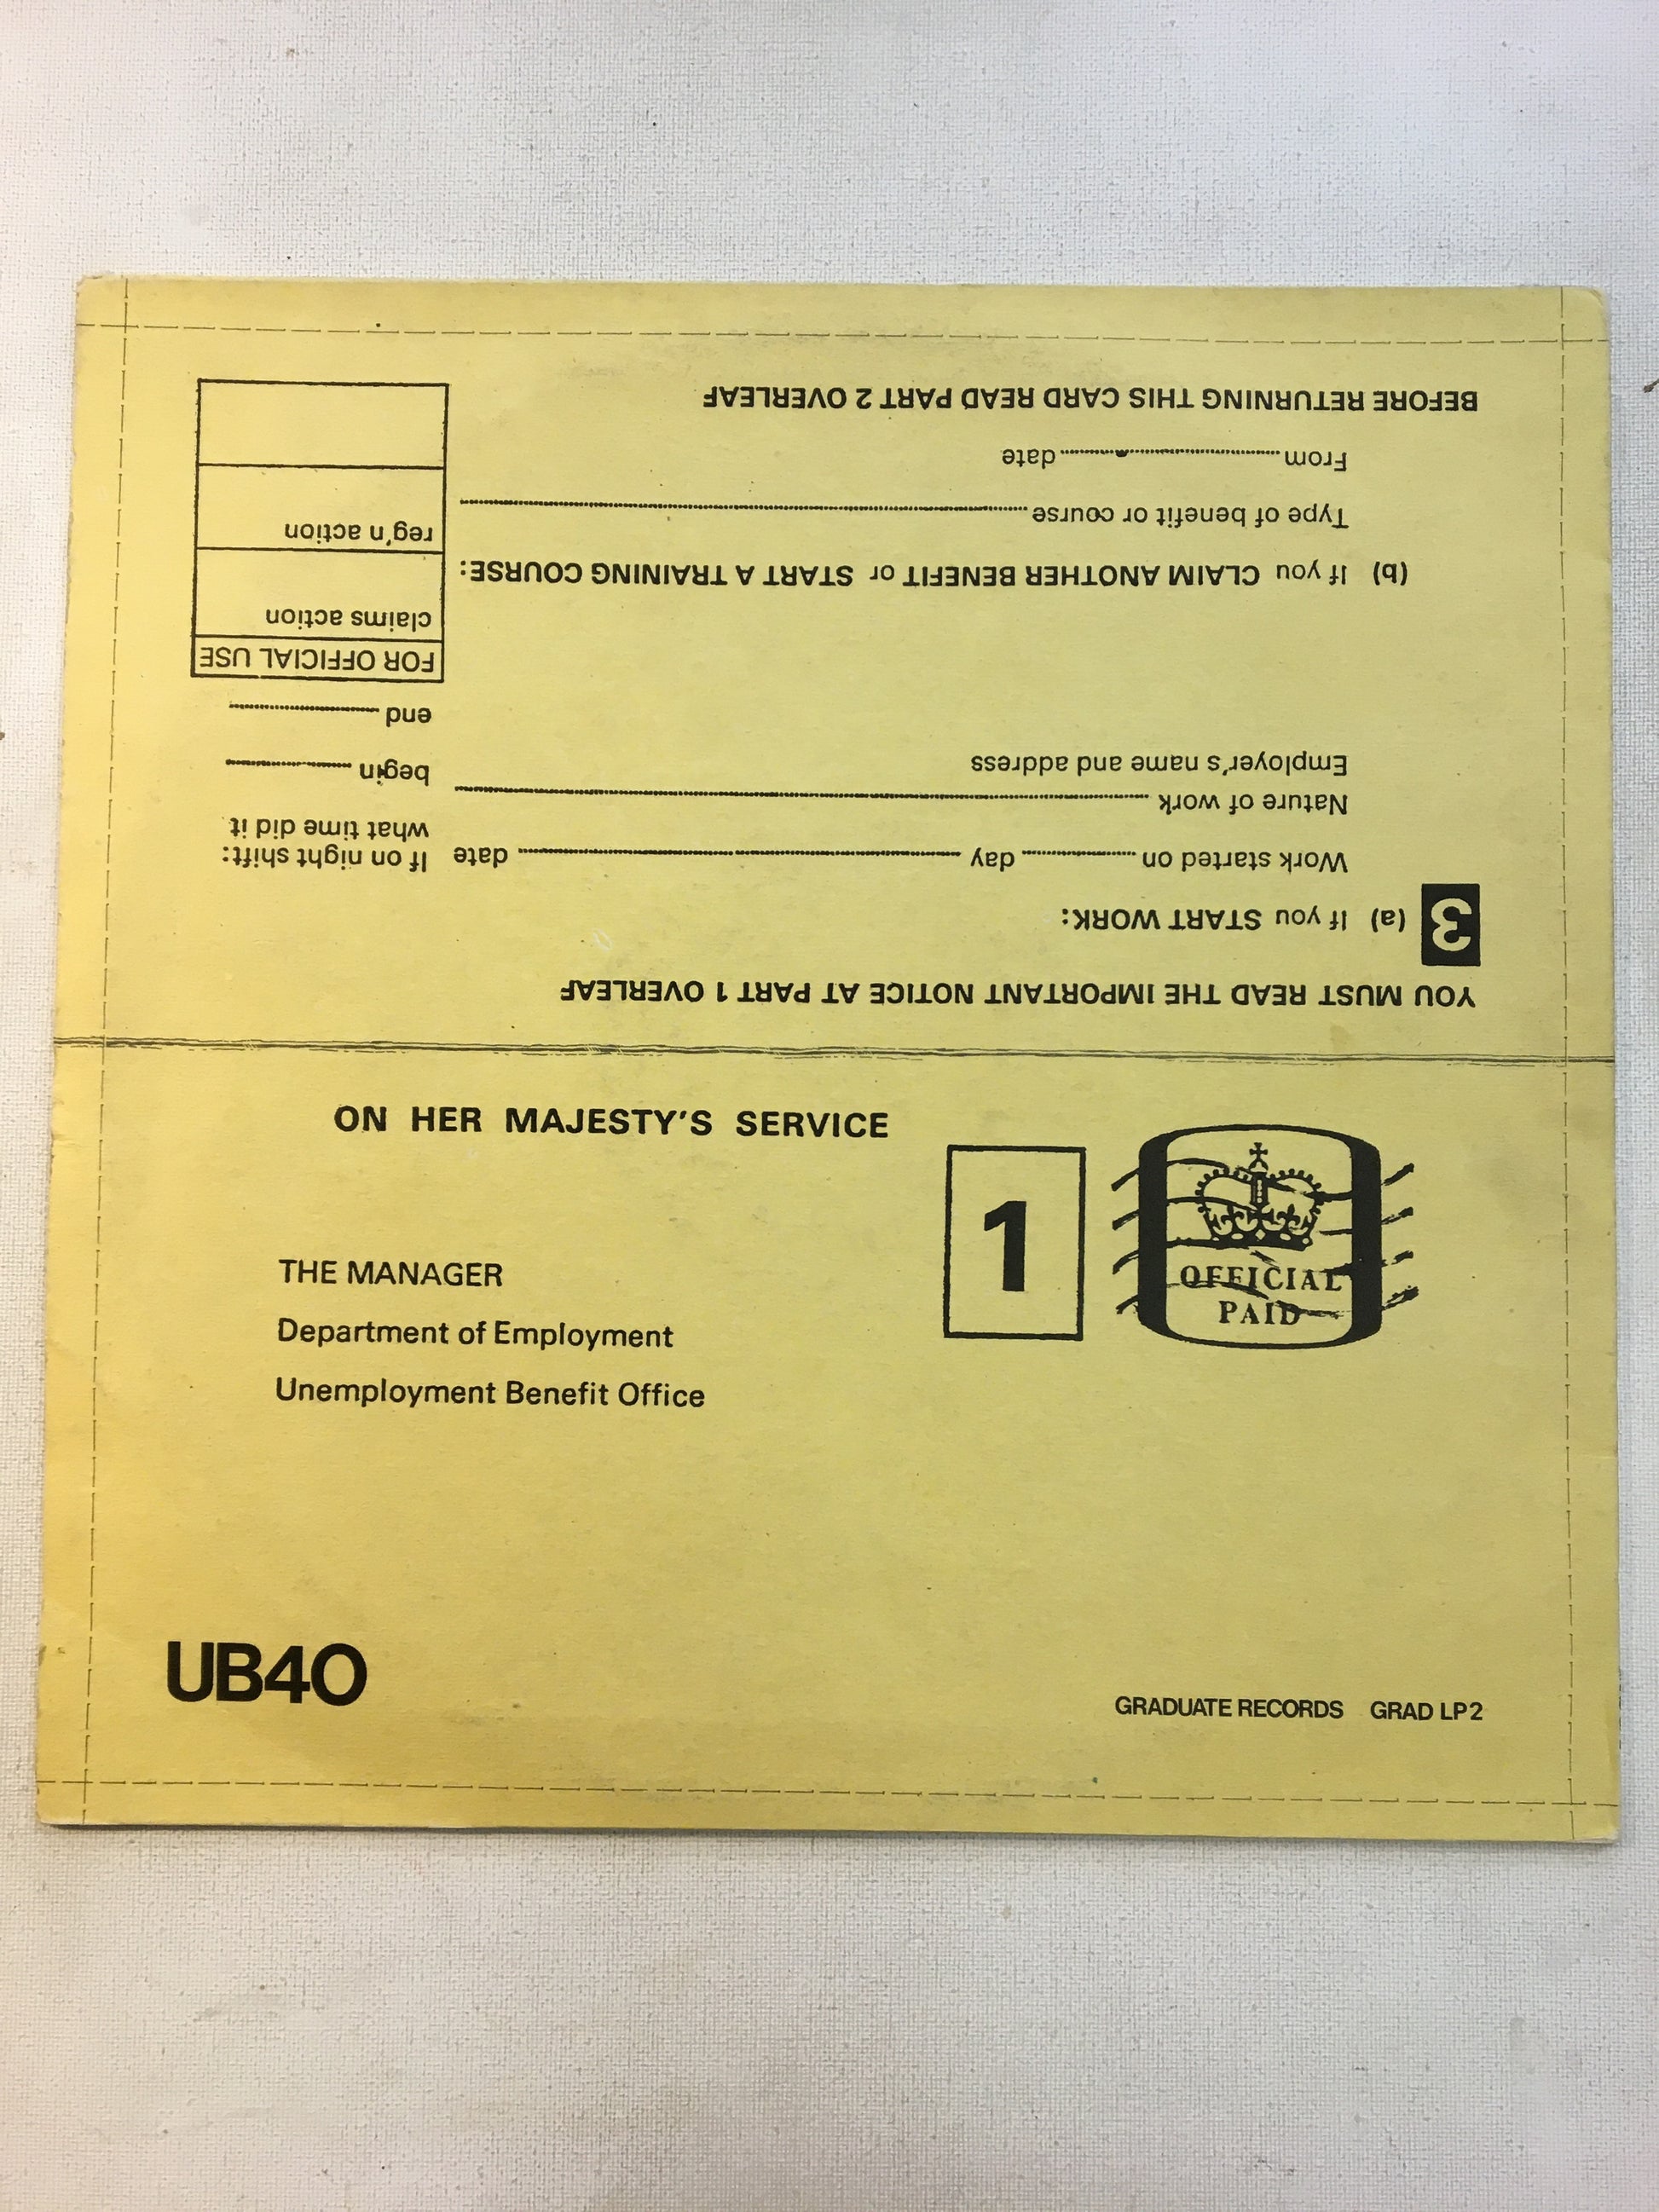 YOU MUST READ THE IMPORTANT NOTICE AT PART 1 OVERLEAF
3 (a) If you START WORK:
Work started on day date If on night shift:
what time did it
Nature of work
Employer's name and address
begin
end
FOR OFFICIAL USE
claims action
(b) If you CLAIM ANOTHER BENEFIT or START A TRAINING COURSE:
reg'n action
Type of benefit or course
From date
BEFORE RETURNING THIS CARD READ PART 2 OVERLEAF
ON HER MAJESTY'S SERVICE
1
OFFICIAL
PAID
THE MANAGER
Department of Employment
Unemployment Benefit Office
UB40
GRADUATE RECORDS GRAD LP2